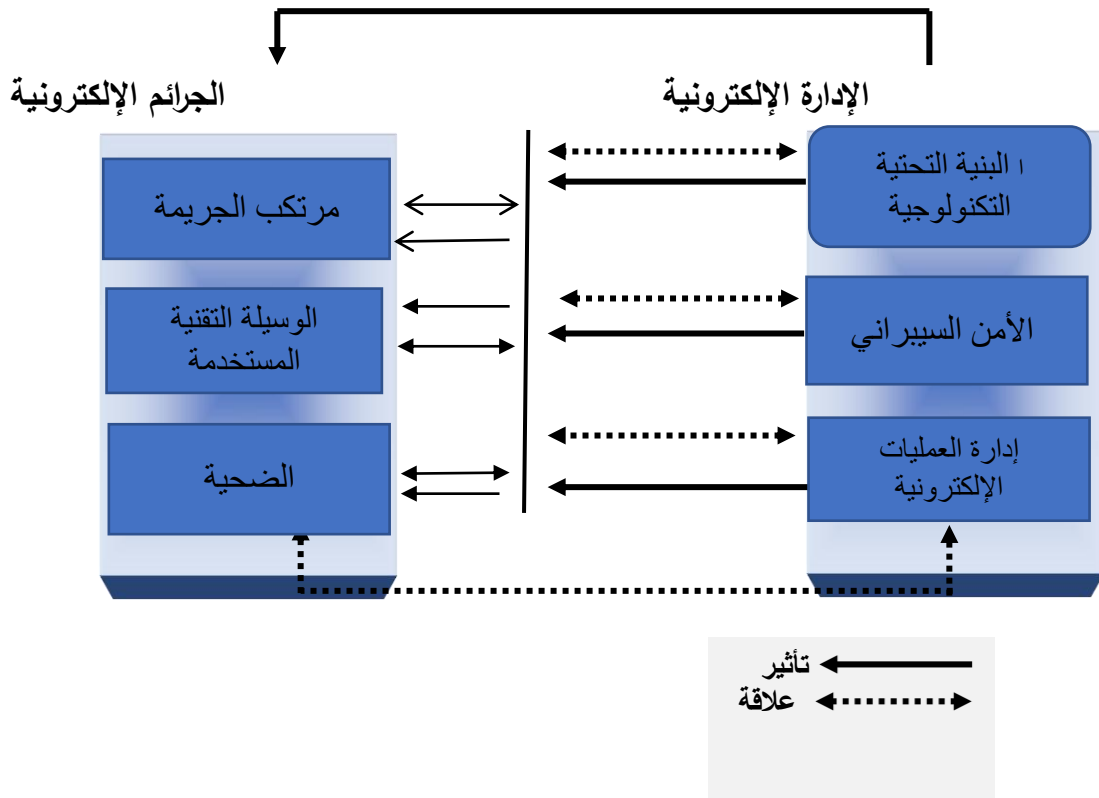 الإدارة الإلكترونية
الجرائم الإلكترونية
ا البنية التحتية
التكنولوجية
الأمن السيبراني
إدارة العمليات
الإلكترونية
مرتكب الجريمة
الوسيلة التقنية
المستخدمة
الضحية
تأثير
علاقة